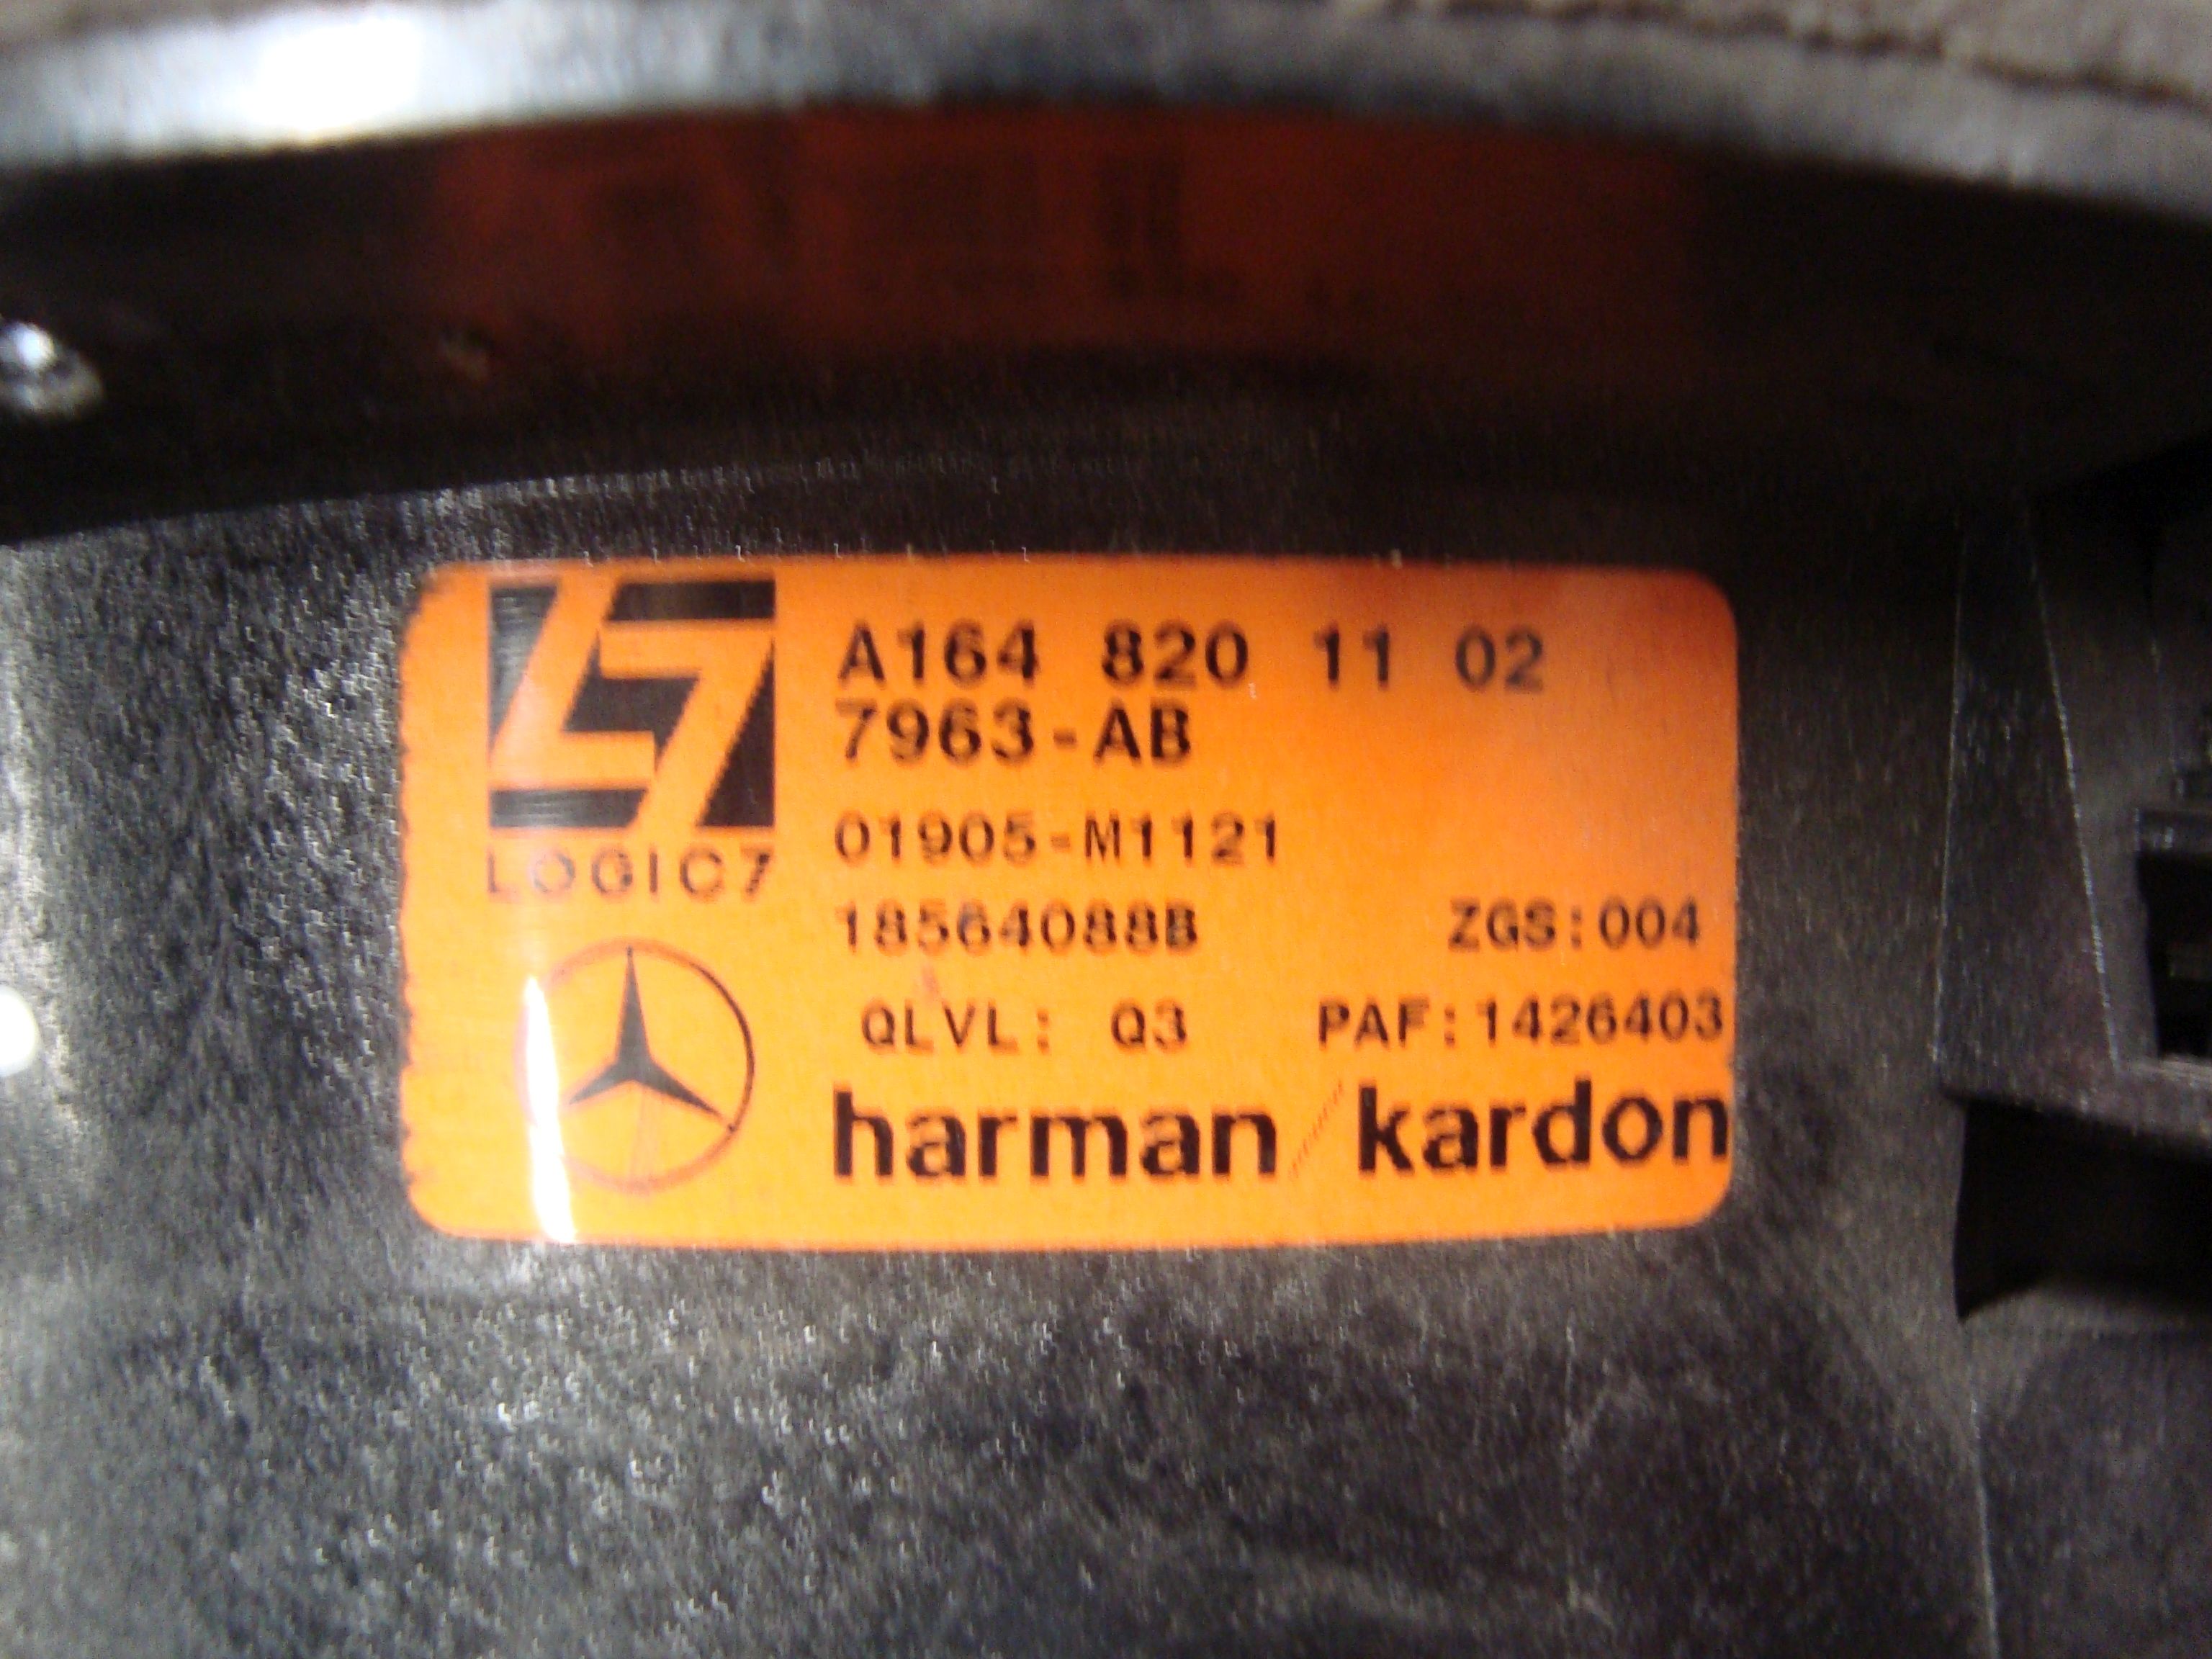 A164 820 11 02
7963-AB
LOGIC7
01905-M1121
18564088B ZGS:004
QLVL: Q3 PAF:1426403
harman / kardon